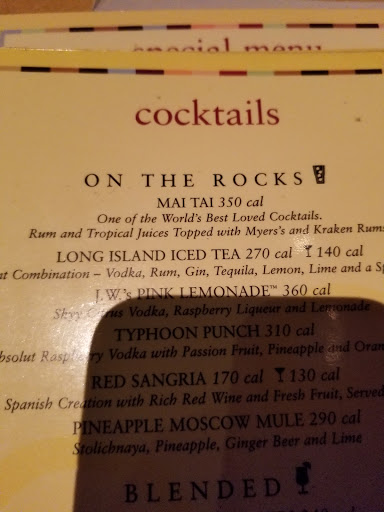 special menu
cocktails
ON THE ROCKS
MAI TAI 350 cal
One of the World's Best Loved Cocktails.
Rum and Tropical Juices Topped with Myers's and Kraken Rums
LONG ISLAND ICED TEA 270 cal 140 cal
Combination – Vodka, Rum, Gin, Tequila, Lemon, Lime and a
J.W.'s PINK LEMONADE™ 360 cal
Skyy Citrus Vodka, Raspberry Liqueur and Lemonade
TYPHOON PUNCH 310 cal
Absolut Raspberry Vodka with Passion Fruit, Pineapple and
RED SANGRIA 170 cal 130 cal
Spanish Creation with Rich Red Wine and Fresh Fruit, Served
PINEAPPLE MOSCOW MULE 290 cal
Stolichnaya, Pineapple, Ginger Beer and Lime
BLENDED